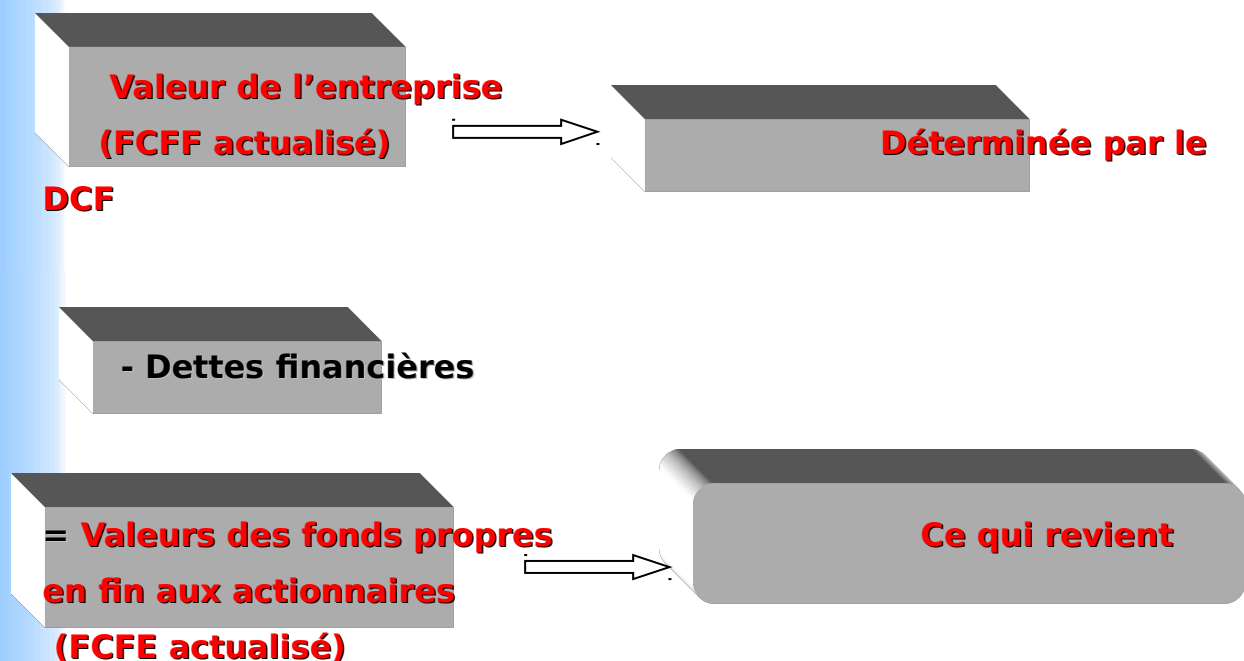 Valeur de l’entreprise
(FCFF actualisé) Déterminée par le
DCF
- Dettes financières
= Valeurs des fonds propres Ce qui revient
en fin aux actionnaires
(FCFE actualisé)